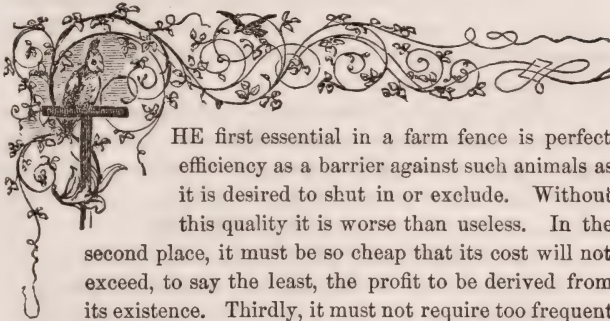 THE first essential in a farm fence is perfect
efficiency as a barrier against such animals as
it is desired to shut in or exclude. Without
this quality it is worse than useless. In the
second place, it must be so cheap that its cost will not
exceed, to say the least, the profit to be derived from
its existence. Thirdly, it must not require too frequent